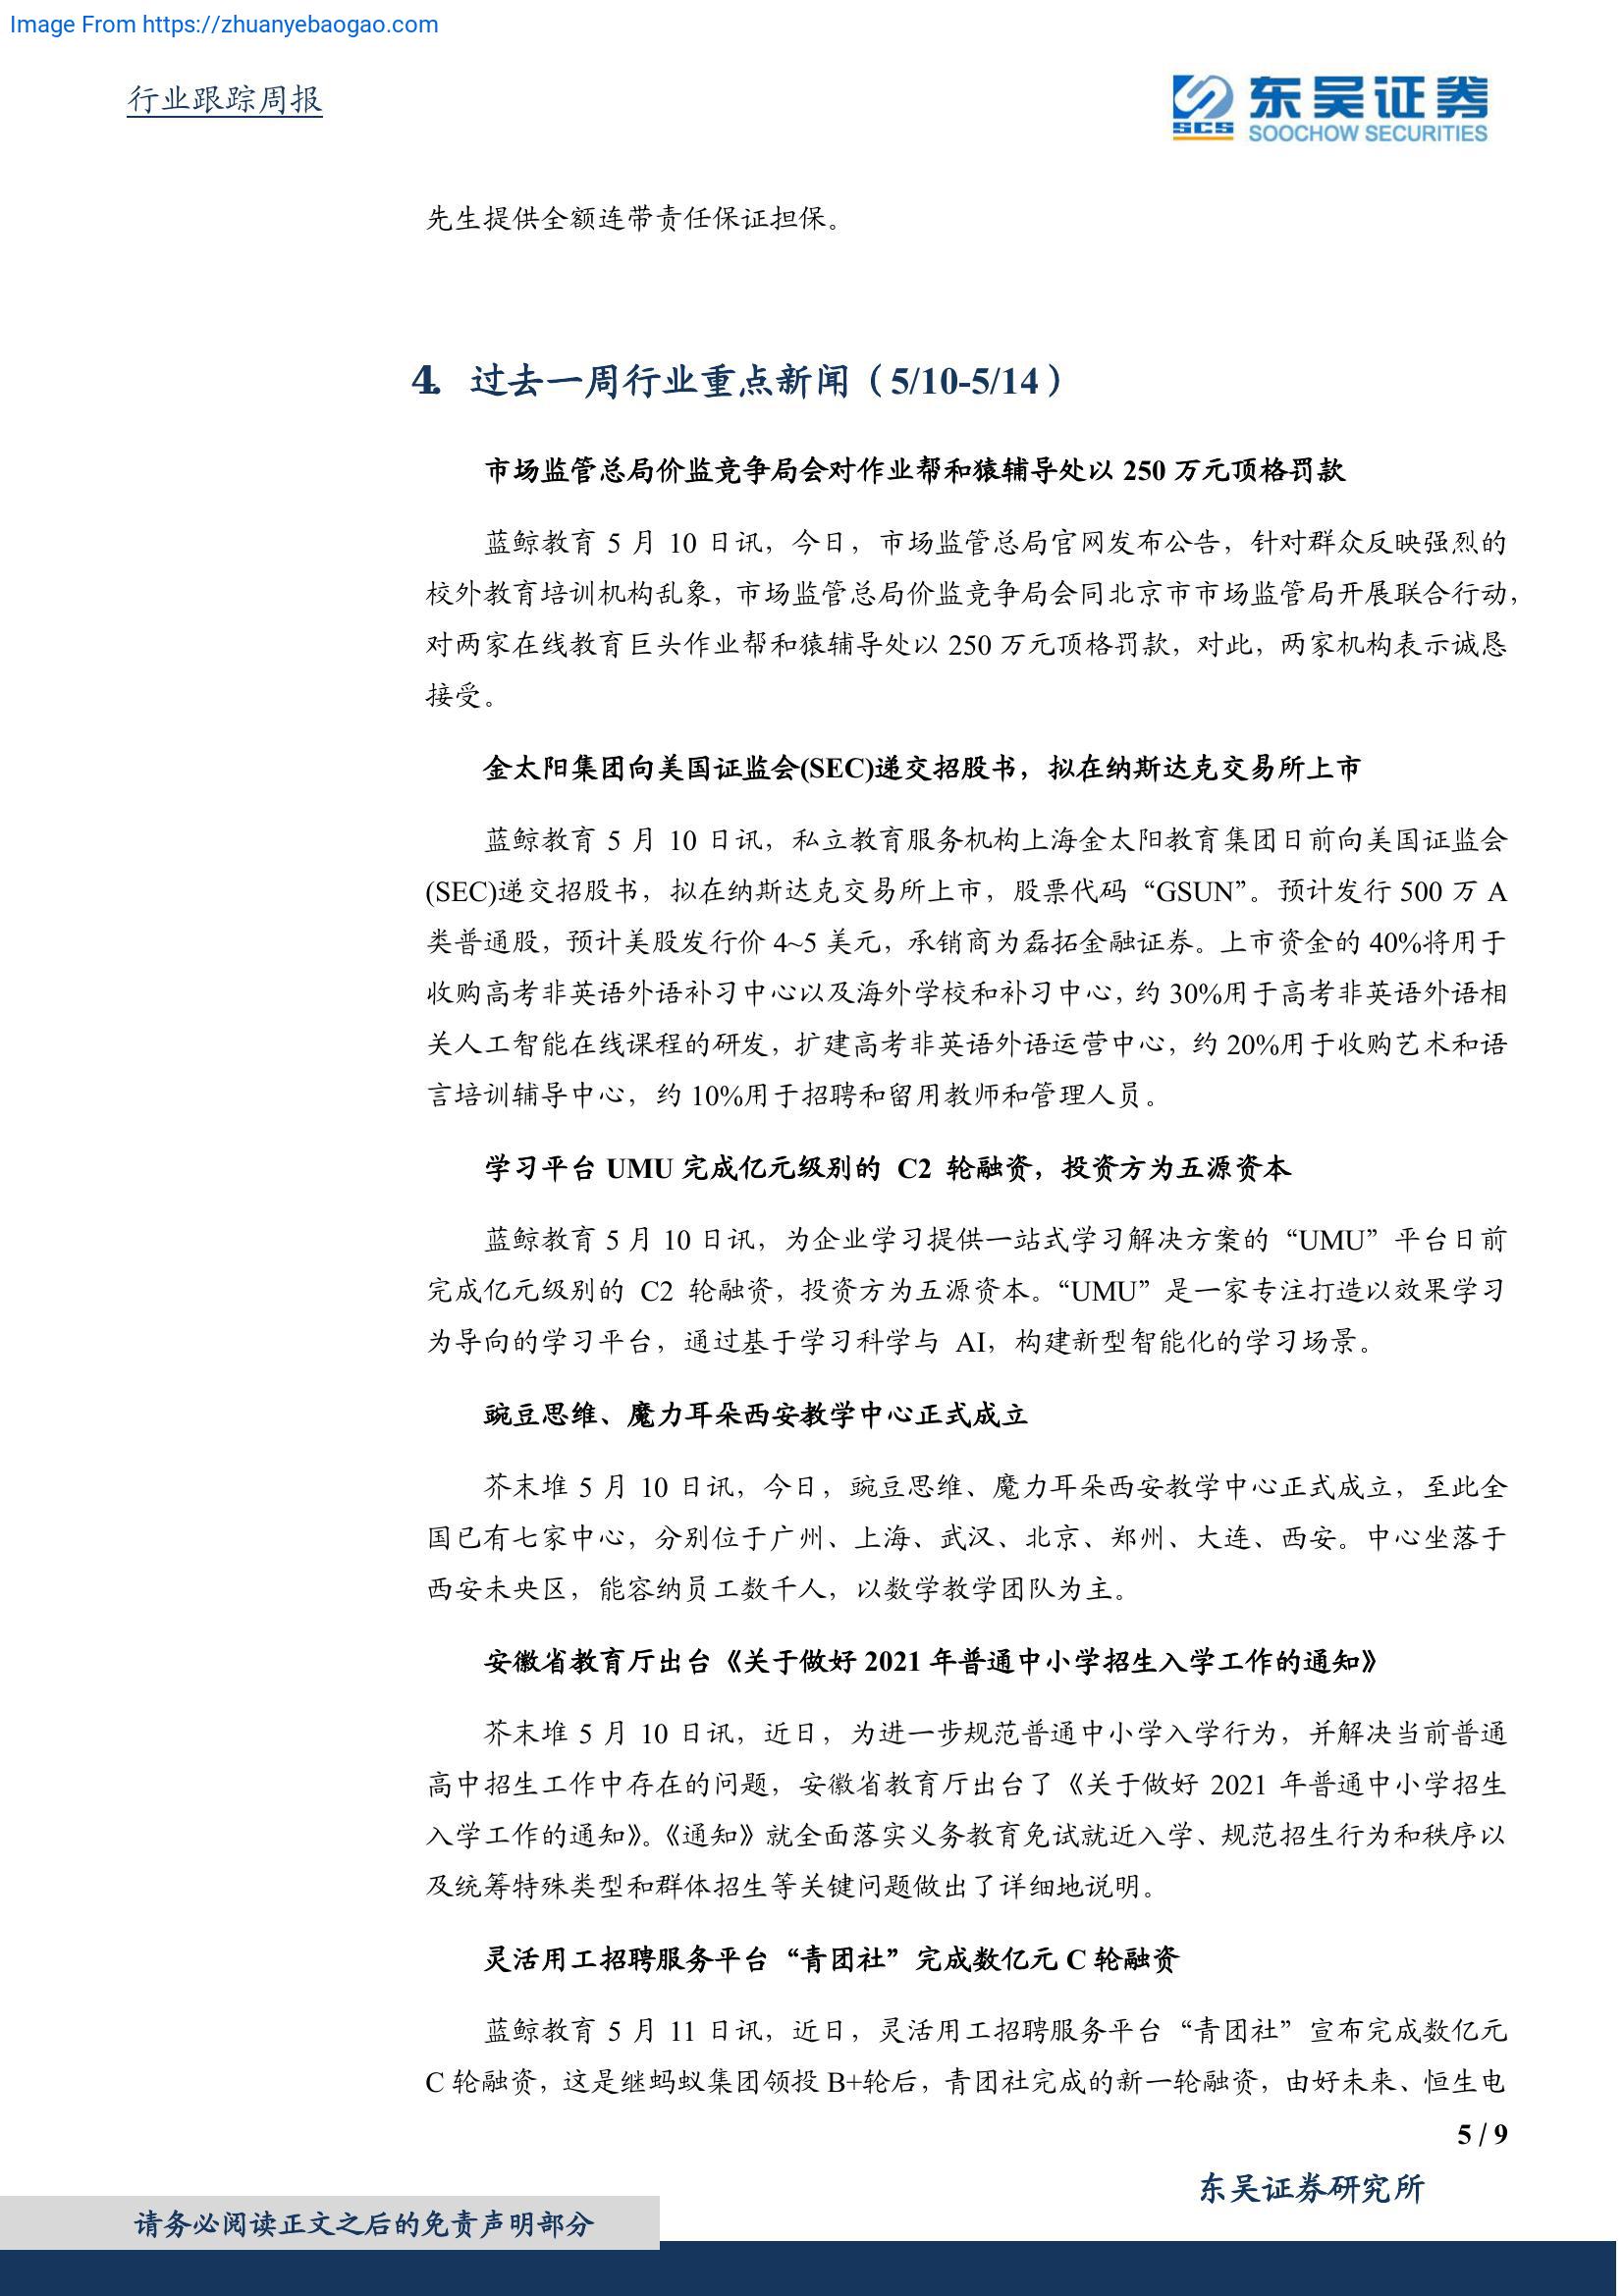 Image From https://zhuanyebaogao.com
行业跟踪周报
SCS 东吴证券
SOOCHOW SECURITIES
先生提供全额连带责任保证担保。
4. 过去一周行业重点新闻（5/10-5/14）
市场监管总局价监竞争局会对作业帮和猿辅导处以 250 万元顶格罚款
蓝鲸教育 5 月 10 日讯，今日，市场监管总局官网发布公告，针对群众反映强烈的
校外教育培训机构乱象，市场监管总局价监竞争局会同北京市市场监管局开展联合行动，
对两家在线教育巨头作业帮和猿辅导处以 250 万元顶格罚款，对此，两家机构表示诚恳
接受。
金太阳集团向美国证监会(SEC)递交招股书，拟在纳斯达克交易所上市
蓝鲸教育 5 月 10 日讯，私立教育服务机构上海金太阳教育集团日前向美国证监会
(SEC)递交招股书，拟在纳斯达克交易所上市，股票代码“GSUN”。预计发行 500 万 A
类普通股，预计美股发行价 4~5 美元，承销商为磊拓金融证券。上市资金的 40%将用于
收购高考非英语外语补习中心以及海外学校和补习中心，约 30%用于高考非英语外语相
关人工智能在线课程的研发，扩建高考非英语外语运营中心，约 20%用于收购艺术和语
言培训辅导中心，约 10%用于招聘和留用教师和管理人员。
学习平台 UMU 完成亿元级别的 C2 轮融资，投资方为五源资本
蓝鲸教育 5 月 10 日讯，为企业学习提供一站式学习解决方案的“UMU”平台日前
完成亿元级别的 C2 轮融资，投资方为五源资本。“UMU”是一家专注打造以效果学习
为导向的学习平台，通过基于学习科学与 AI，构建新型智能化的学习场景。
豌豆思维、魔力耳朵西安教学中心正式成立
芥末堆 5 月 10 日讯，今日，豌豆思维、魔力耳朵西安教学中心正式成立，至此全
国已有七家中心，分别位于广州、上海、武汉、北京、郑州、大连、西安。中心坐落于
西安未央区，能容纳员工数千人，以数学教学团队为主。
安徽省教育厅出台《关于做好 2021 年普通中小学招生入学工作的通知》
芥末堆 5 月 10 日讯，近日，为进一步规范普通中小学入学行为，并解决当前普通
高中招生工作中存在的问题，安徽省教育厅出台了《关于做好 2021 年普通中小学招生
入学工作的通知》。《通知》就全面落实义务教育免试就近入学、规范招生行为和秩序以
及统筹特殊类型和群体招生等关键问题做出了详细地说明。
灵活用工招聘服务平台“青团社”完成数亿元 C 轮融资
蓝鲸教育 5 月 11 日讯，近日，灵活用工招聘服务平台“青团社”宣布完成数亿元
C 轮融资，这是继蚂蚁集团领投 B+轮后，青团社完成的新一轮融资，由好未来、恒生电
5 / 9
东吴证券研究所
请务必阅读正文之后的免责声明部分